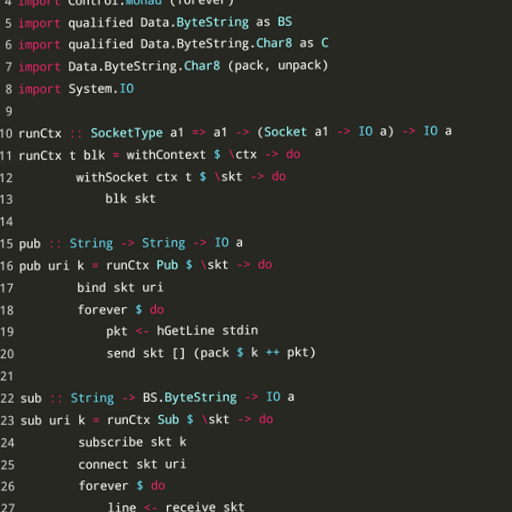 4 import Control.Monad (forever)
5 import qualified Data.ByteString as BS
6 import qualified Data.ByteString.Char8 as C
7 import Data.ByteString.Char8 (pack, unpack)
8 import System.IO
9
10 runCtx :: SocketType a1 => a1 -> (Socket a1 -> IO a) -> IO a
11 runCtx t blk = withContext $ \ctx -> do
12 withSocket ctx t $ \skt -> do
13 blk skt
14
15 pub :: String -> String -> IO a
16 pub uri k = runCtx Pub $ \skt -> do
17 bind skt uri
18 forever $ do
19 pkt <- hGetLine stdin
20 send skt [] (pack $ k ++ pkt)
21
22 sub :: String -> BS.ByteString -> IO a
23 sub uri k = runCtx Sub $ \skt -> do
24 subscribe skt k
25 connect skt uri
26 forever $ do
27 line <- receive skt